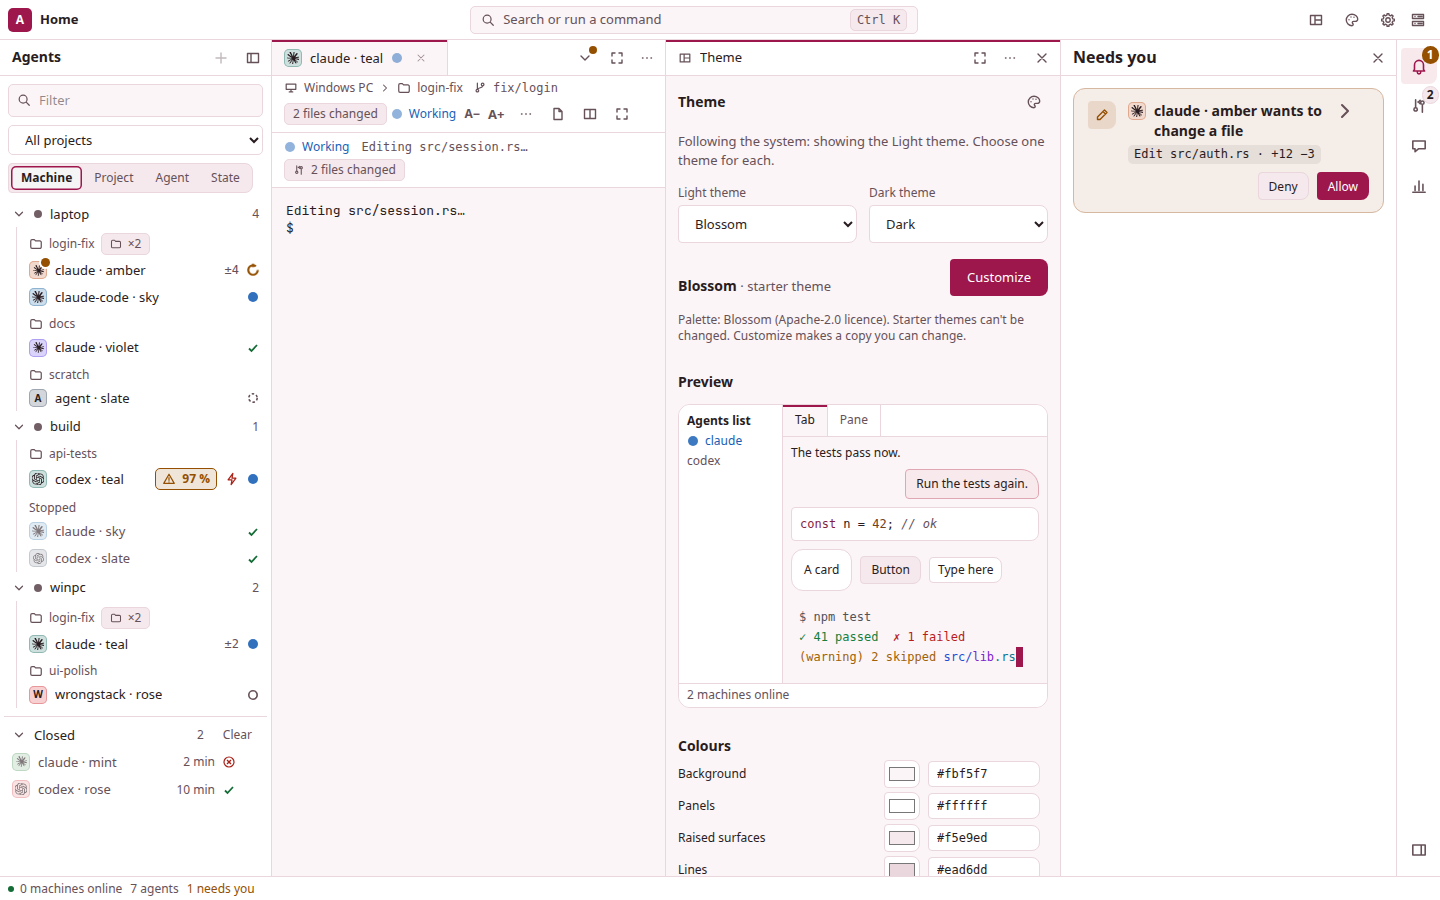 A Home
Search or run a command Ctrl K
Agents
Filter
All projects
Machine Project Agent State
laptop 4
login-fix ×2
claude · amber ±4
claude-code · sky
docs
claude · violet
scratch
A agent · slate
build 1
api-tests
codex · teal 97 %
Stopped
claude · sky
codex · slate
winpc 2
login-fix ×2
claude · teal ±2
ui-polish
W wrongstack · rose
Closed 2 Clear
claude · mint 2 min
codex · rose 10 min
claude · teal
Windows PC login-fix fix/login
2 files changed Working A− A+
Working Editing src/session.rs…
2 files changed
Editing src/session.rs…
$
Theme
Theme
Following the system: showing the Light theme. Choose one
theme for each.
Light theme Dark theme
Blossom Dark
Blossom · starter theme Customize
Palette: Blossom (Apache-2.0 licence). Starter themes can't be
changed. Customize makes a copy you can change.
Preview
Agents list
claude
codex
Tab Pane
The tests pass now.
Run the tests again.
const n = 42; // ok
A card Button Type here
$ npm test
✓ 41 passed ✗ 1 failed
(warning) 2 skipped src/lib.rs
2 machines online
Colours
Background #fbf5f7
Panels #ffffff
Raised surfaces #f5e9ed
Lines #ead6dd
Needs you
claude · amber wants to
change a file
Edit src/auth.rs · +12 −3
Deny Allow
1
2
0 machines online 7 agents 1 needs you